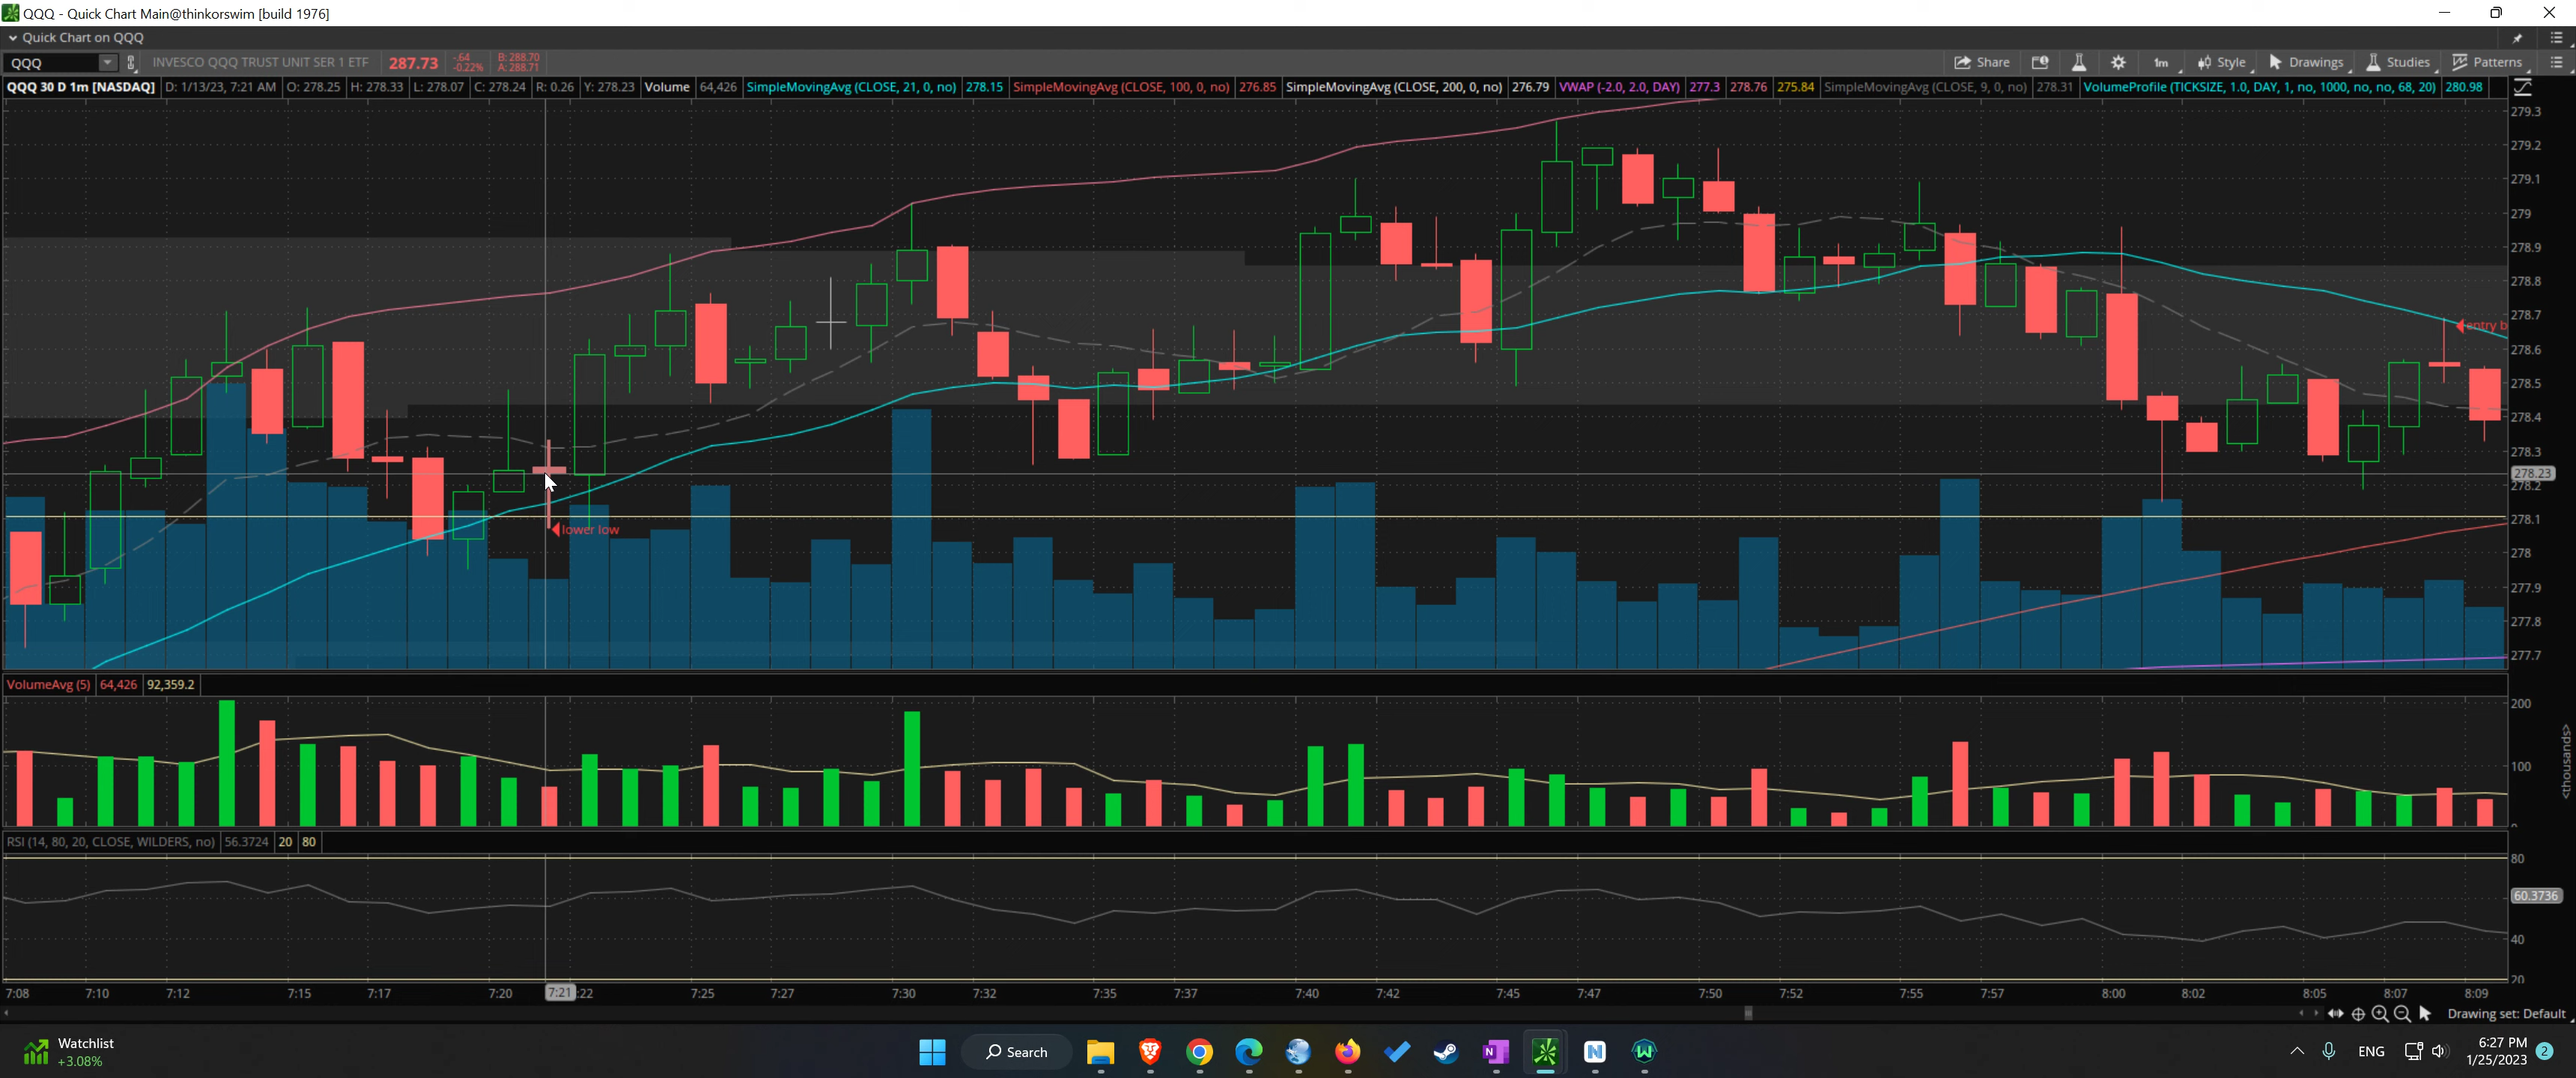 QQQ - Quick Chart Main@thinkorswim [build 1976]
Quick Chart on QQQ
QQQ INVESCO QQQ TRUST UNIT SER 1 ETF 287.73 -.64 -0.22% B: 288.70 A: 288.71 Share 1m Style Drawings Studies Patterns
QQQ 30 D 1m [NASDAQ] D: 1/13/23, 7:21 AM O: 278.25 H: 278.33 L: 278.07 C: 278.24 R: 0.26 Y: 278.23 Volume 64,426 SimpleMovingAvg (CLOSE, 21, 0, no) 278.15 SimpleMovingAvg (CLOSE, 100, 0, no) 276.85 SimpleMovingAvg (CLOSE, 200, 0, no) 276.79 VWAP (-2.0, 2.0, DAY) 277.3 278.76 275.84 SimpleMovingAvg (CLOSE, 9, 0, no) 278.31 VolumeProfile (TICKSIZE, 1.0, DAY, 1, no, 1000, no, no, 68, 20) 280.98
279.3
279.2
279.1
279
278.9
278.8
278.7
entry b
278.6
278.5
278.4
278.3
278.23
278.2
278.1
lower low
278
277.9
277.8
277.7
VolumeAvg (5) 64,426 92,359.2
200
100
<thousands>
0
RSI (14, 80, 20, CLOSE, WILDERS, no) 56.3724 20 80
80
60.3736
40
20
7:08 7:10 7:12 7:15 7:17 7:20 7:21 :22 7:25 7:27 7:30 7:32 7:35 7:37 7:40 7:42 7:45 7:47 7:50 7:52 7:55 7:57 8:00 8:02 8:05 8:07 8:09
Drawing set: Default
Watchlist
+3.08%
Search
N
N
W
ENG
6:27 PM
1/25/2023
2